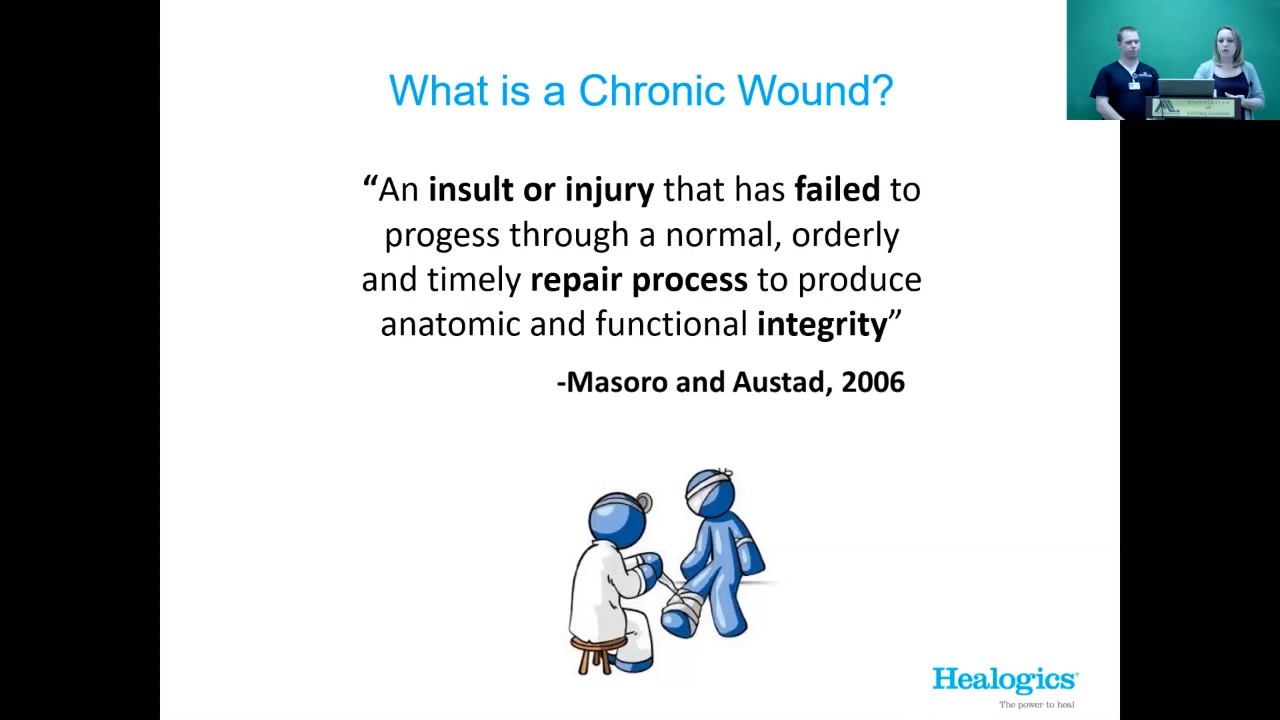 What is a Chronic Wound?
“An insult or injury that has failed to
progess through a normal, orderly
and timely repair process to produce
anatomic and functional integrity”
-Masoro and Austad, 2006
Healogics
The power to heal